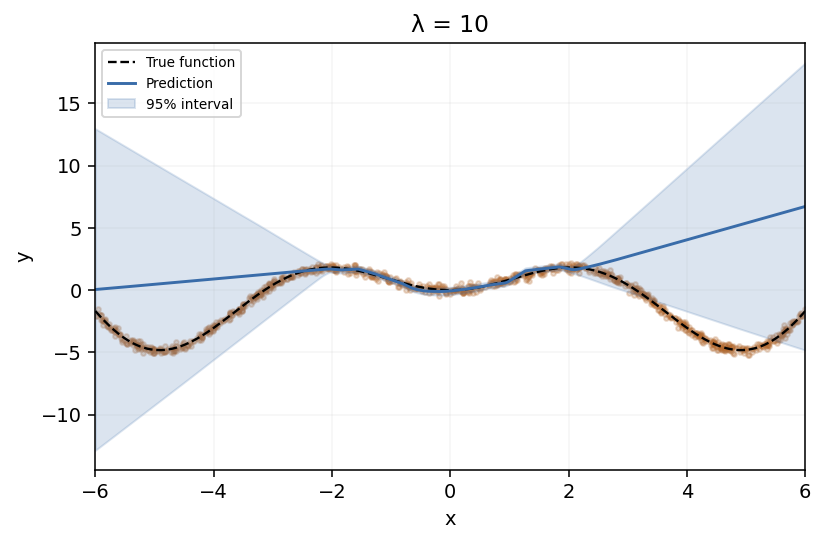 λ = 10
True function
Prediction
95% interval
15
10
5
0
−5
−10
y
−6
−4
−2
0
2
4
6
x